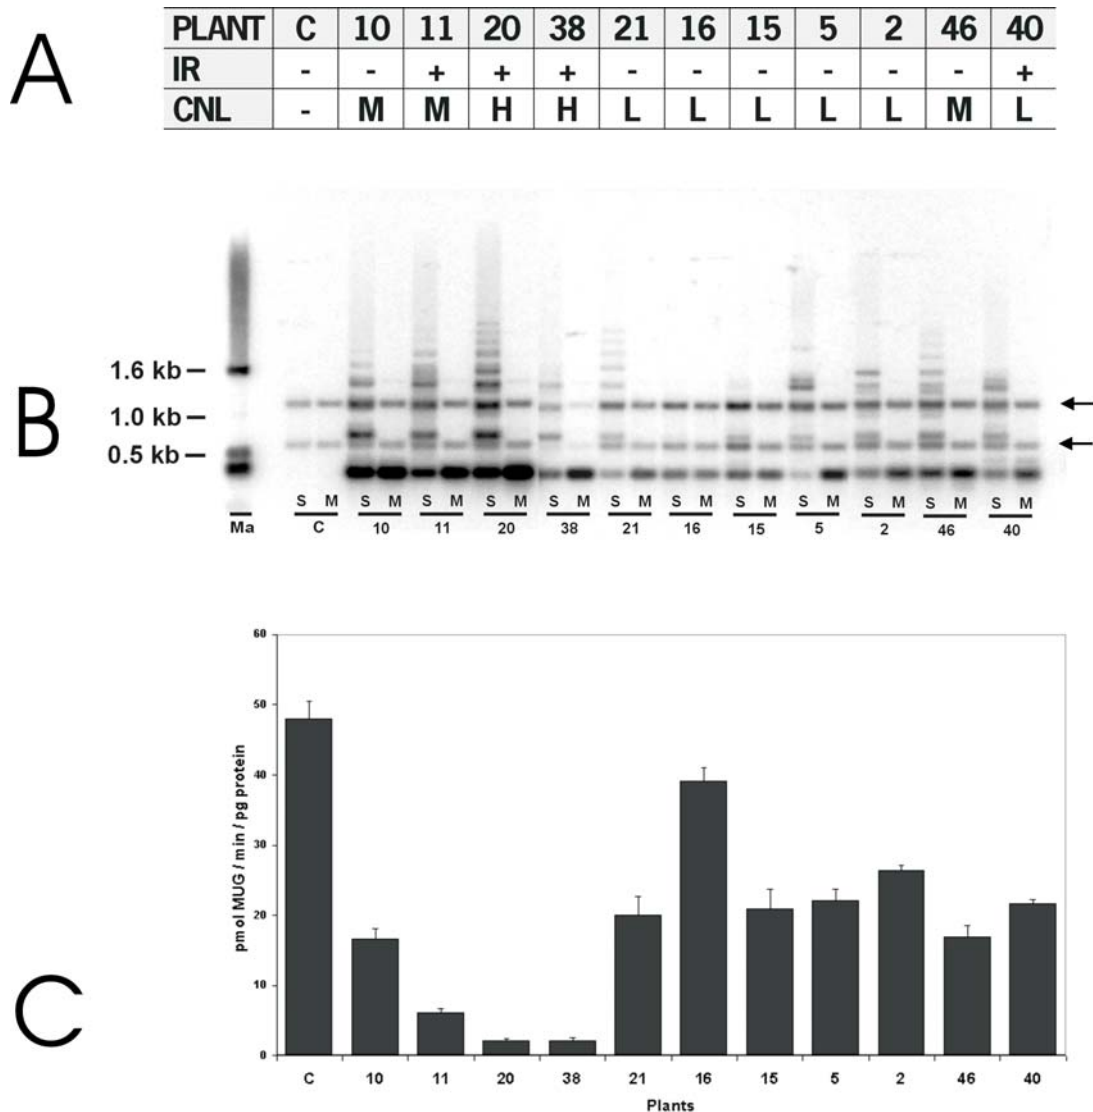 A
PLANT C 10 11 20 38 21 16 15 5 2 46 40
IR - - + + + - - - - - - +
CNL - M M H H L L L L L M L
B
1.6 kb
1.0 kb
0.5 kb
S M S M S M S M S M S M S M S M S M S M S M S M
Ma C 10 11 20 38 21 16 15 5 2 46 40
C
pmol MUG / min / pg protein
60
50
40
30
20
10
0
C 10 11 20 38 21 16 15 5 2 46 40
Plants